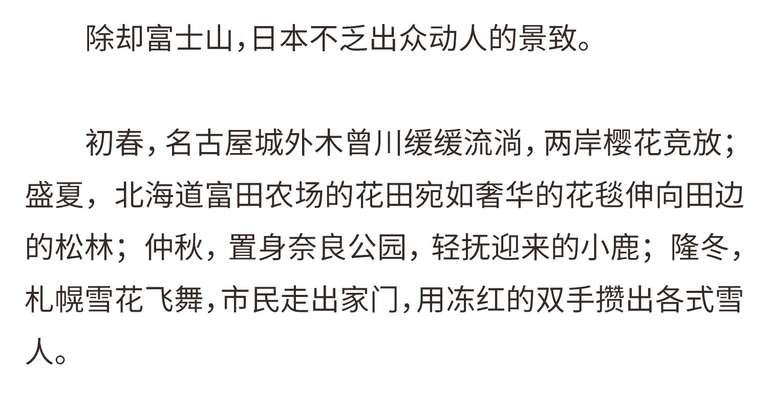 除却富士山，日本不乏出众动人的景致。
初春，名古屋城外木曾川缓缓流淌，两岸樱花竞放；
盛夏，北海道富田农场的花田宛如奢华的花毯伸向田边
的松林；仲秋，置身奈良公园，轻抚迎来的小鹿；隆冬，
札幌雪花飞舞，市民走出家门，用冻红的双手攒出各式雪
人。